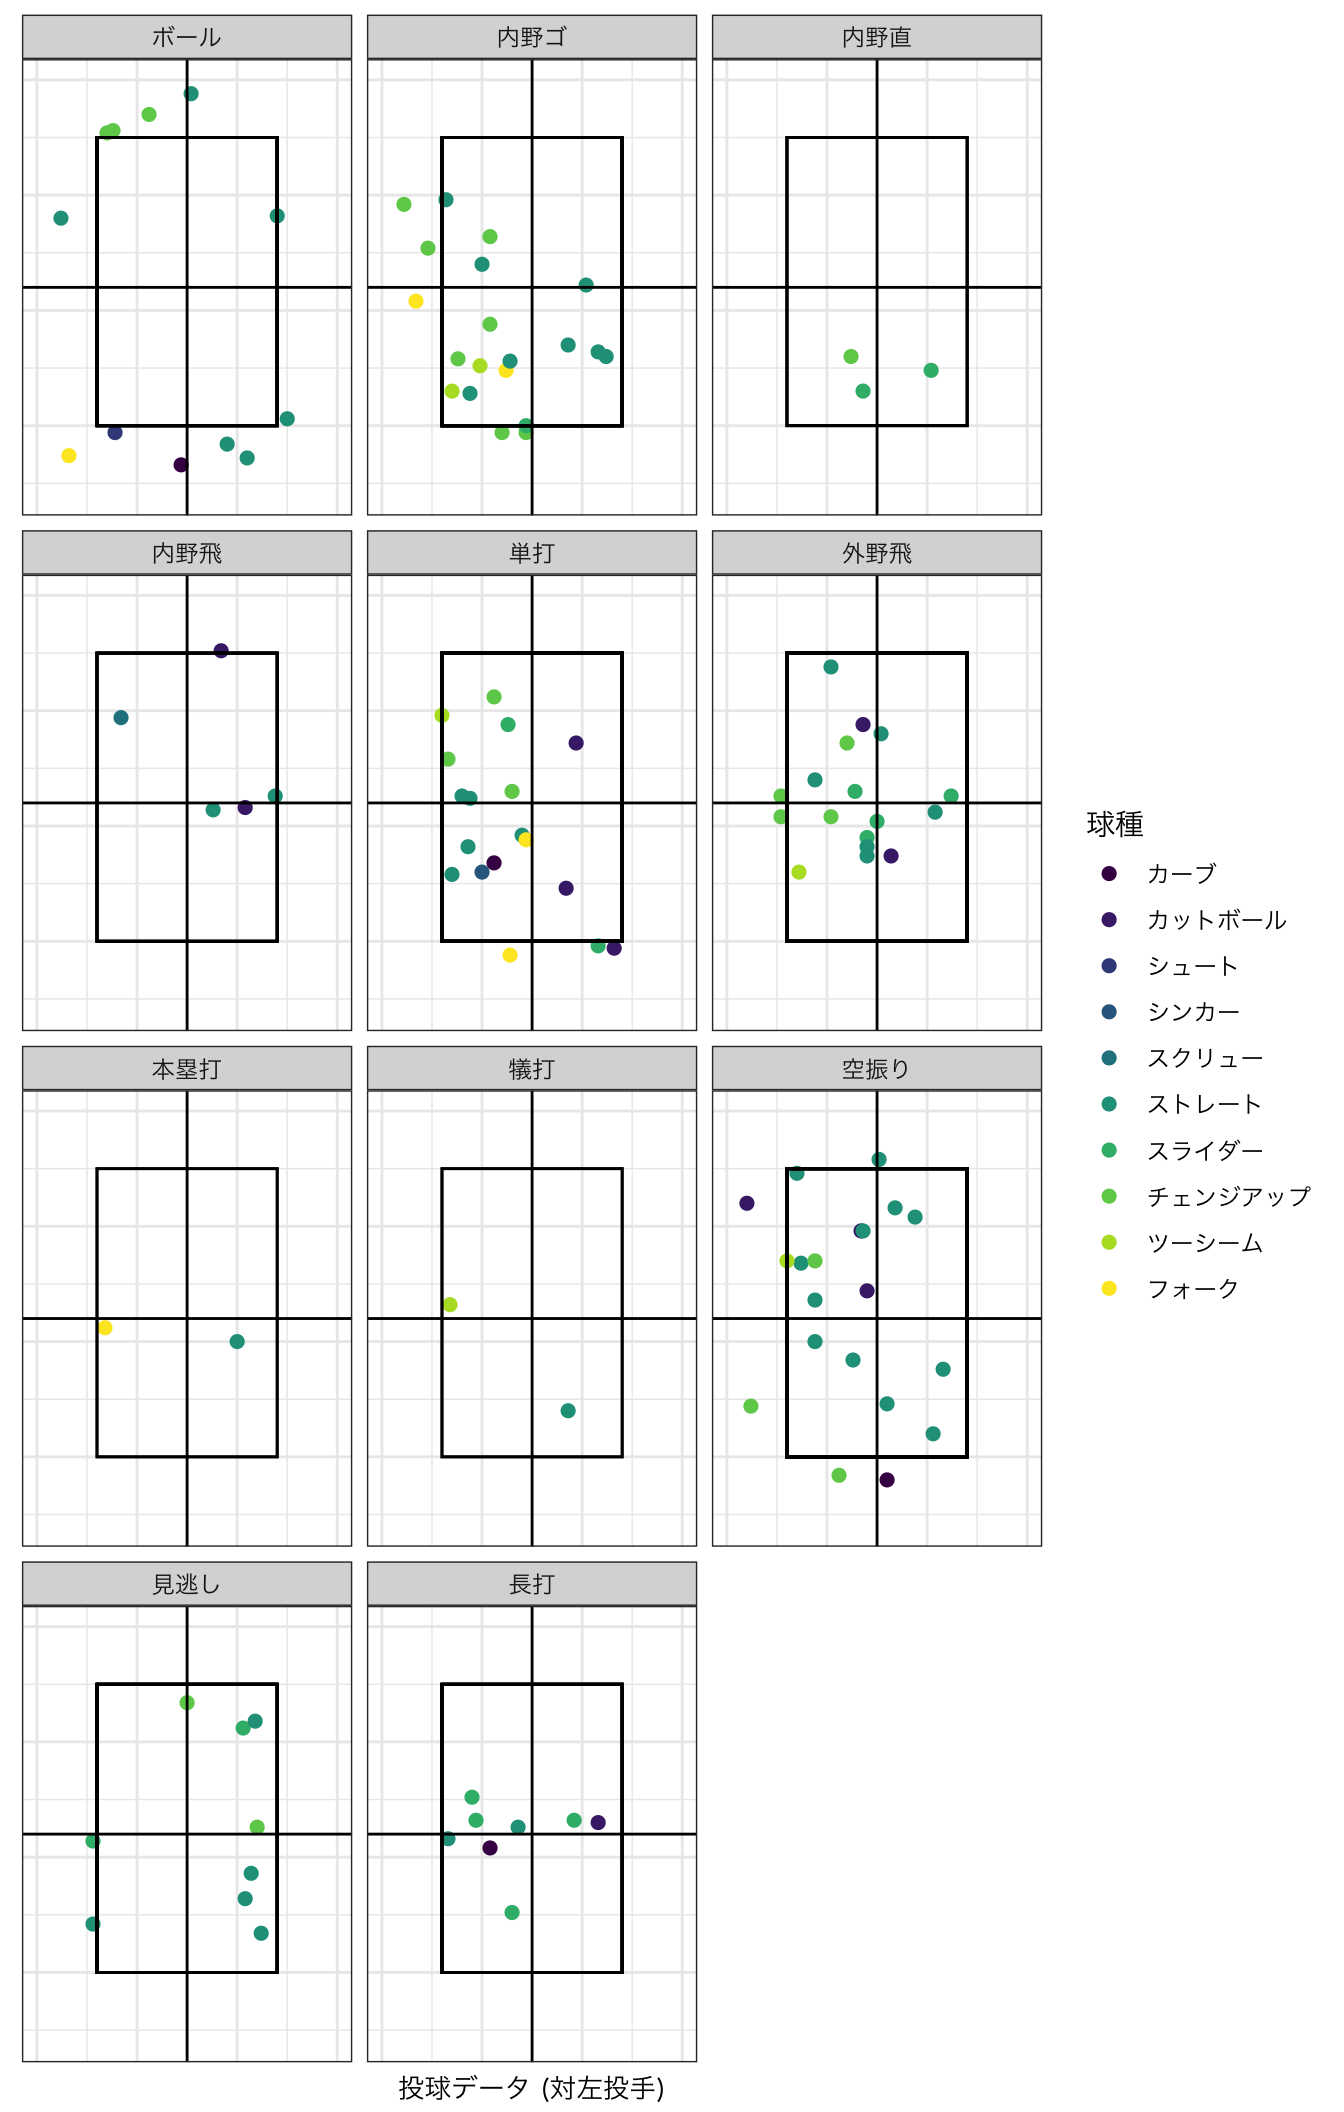 ボール
内野ゴ
内野直
内野飛
単打
外野飛
本塁打
犠打
空振り
見逃し
長打
球種
カーブ
カットボール
シュート
シンカー
スクリュー
ストレート
スライダー
チェンジアップ
ツーシーム
フォーク
投球データ (対左投手)